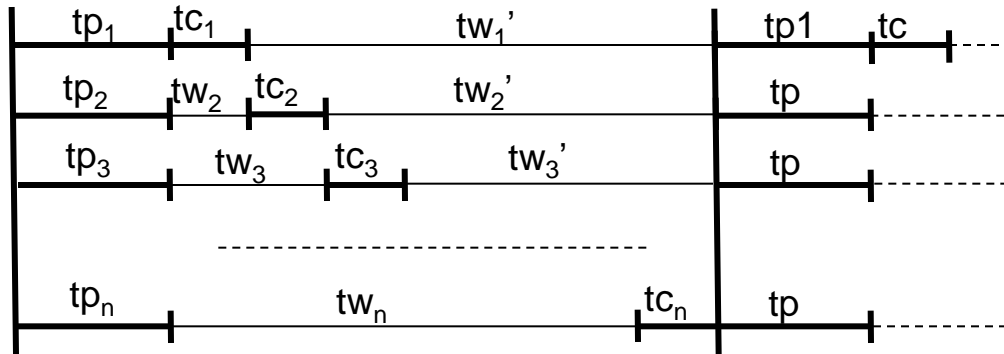 tp₁ tc₁ tw₁’ tp1 tc
tp₂ tw₂ tc₂ tw₂’ tp
tp₃ tw₃ tc₃ tw₃’ tp
tpₙ twₙ tcₙ tp